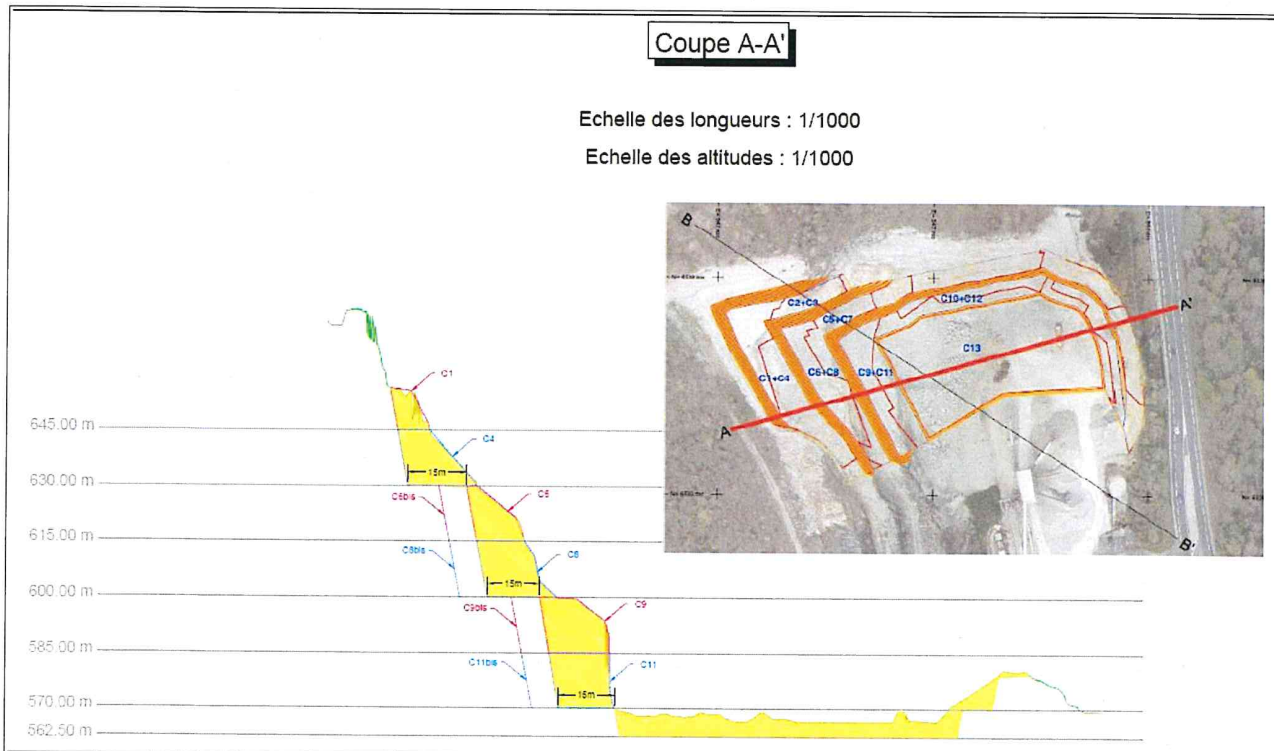 Coupe A-A'
Echelle des longueurs : 1/1000
Echelle des altitudes : 1/1000
B
C2+C3
C10+C12
C5+C7
A'
C13
C1+C4
C6+C8
C9+C11
A
B'
C1
645.00 m
C4
15m
630.00 m
C5bis
C5
615.00 m
C8bis
C8
15m
600.00 m
C9bis
C9
585.00 m
C11bis
C11
15m
570.00 m
562.50 m